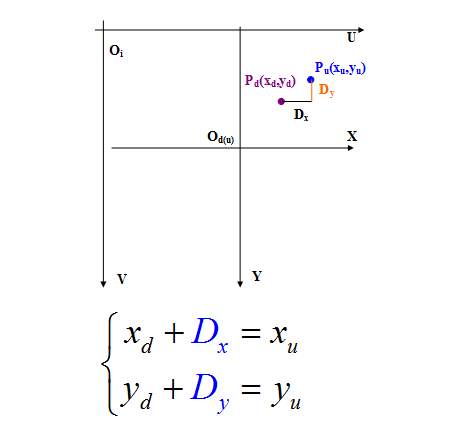 U
Oi
Pu(xu,yu)
Pd(xd,yd)
Dy
Dx
Od(u)
X
V
Y
xd + Dx = xu
yd + Dy = yu